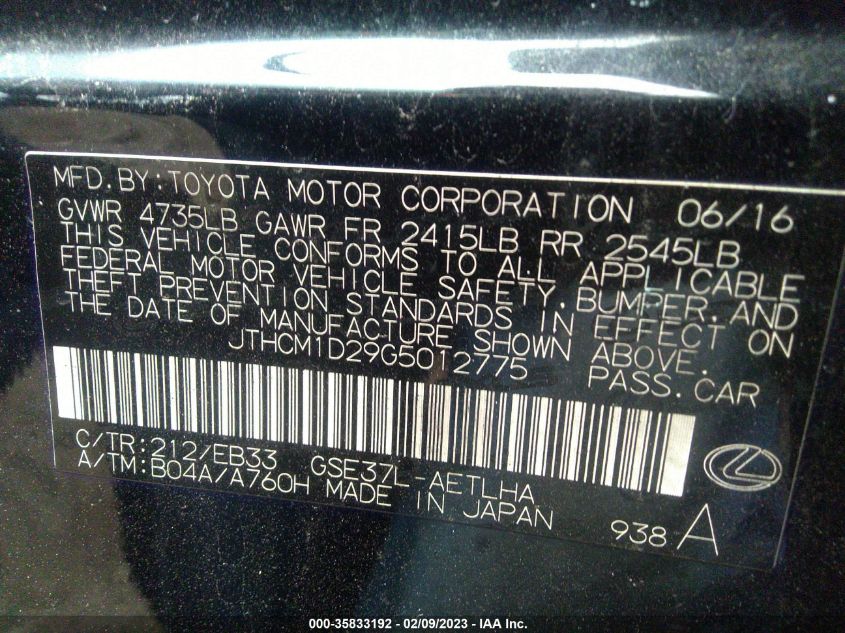 MFD.BY:TOYOTA MOTOR CORPORATION 06/16
GVWR 4735LB GAWR FR 2415LB RR 2545LB
THIS VEHICLE CONFORMS TO ALL APPLICABLE
FEDERAL MOTOR VEHICLE SAFETY,BUMPER,AND
THEFT PREVENTION STANDARDS IN EFFECT ON
THE DATE OF MANUFACTURE SHOWN ABOVE.
JTHCM1D29G5012775 PASS.CAR
C/TR:212/EB33 GSE37L-AETLHA
A/TM:B04A/A760H MADE IN JAPAN 938 A
000-35833192 - 02/09/2023 - IAA Inc.